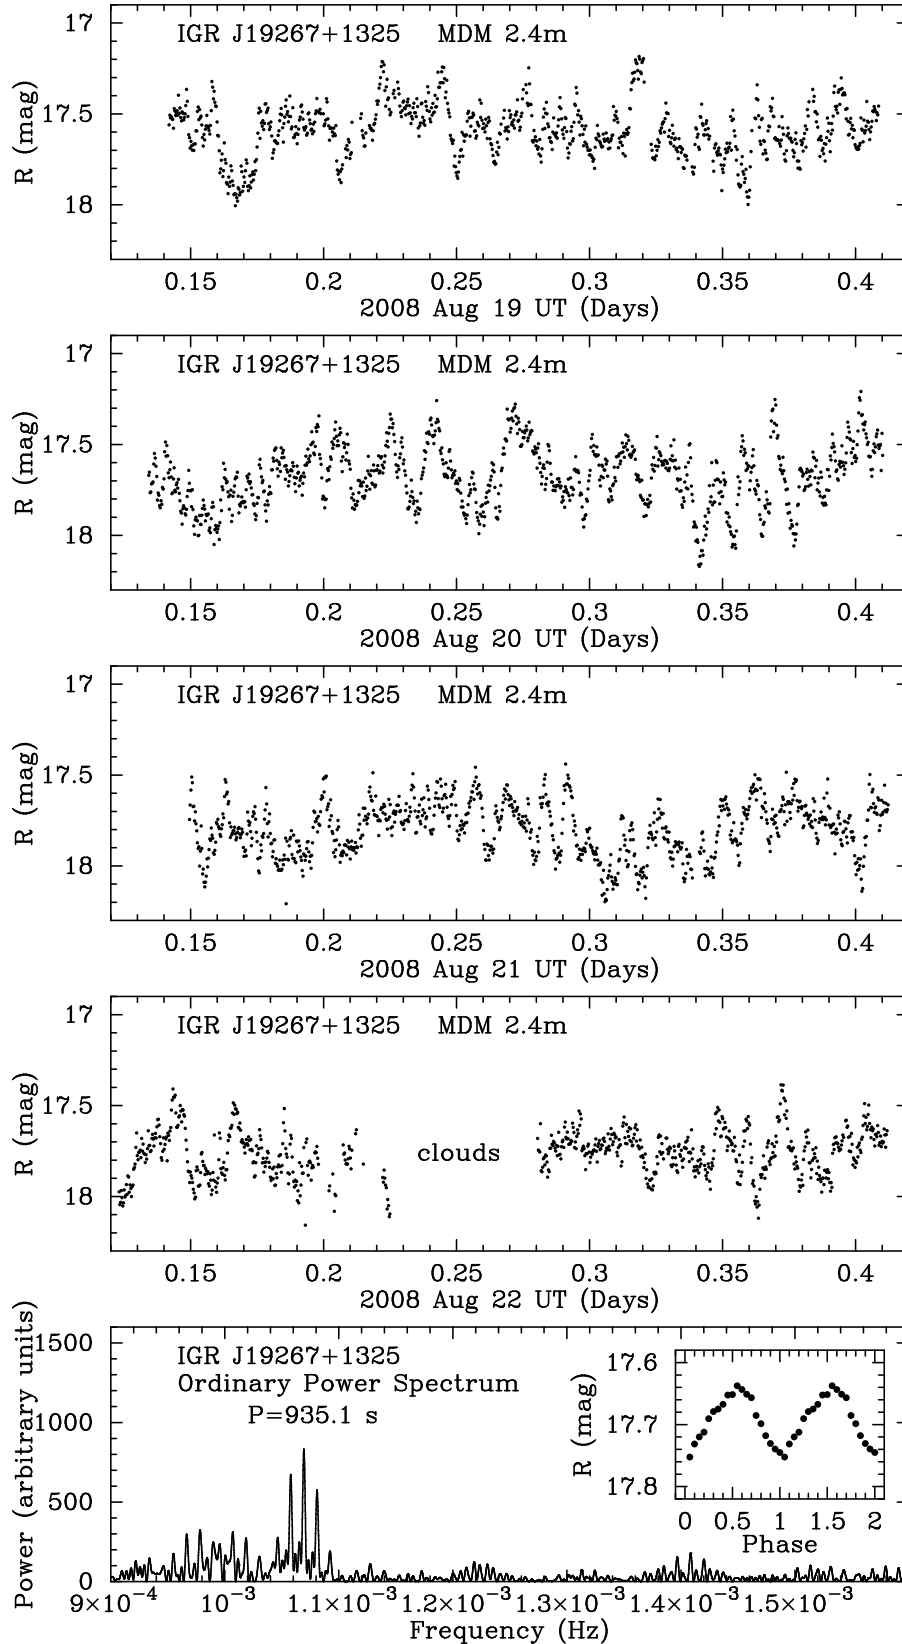 IGR J19267+1325 MDM 2.4m
17
17.5
18
R (mag)
0.15 0.2 0.25 0.3 0.35 0.4
2008 Aug 19 UT (Days)
IGR J19267+1325 MDM 2.4m
17
17.5
18
R (mag)
0.15 0.2 0.25 0.3 0.35 0.4
2008 Aug 20 UT (Days)
IGR J19267+1325 MDM 2.4m
17
17.5
18
R (mag)
0.15 0.2 0.25 0.3 0.35 0.4
2008 Aug 21 UT (Days)
IGR J19267+1325 MDM 2.4m
17
17.5
18
R (mag)
clouds
0.15 0.2 0.25 0.3 0.35 0.4
2008 Aug 22 UT (Days)
IGR J19267+1325
Ordinary Power Spectrum
P=935.1 s
1500
1000
500
0
Power (arbitrary units)
17.6
17.7
17.8
R (mag)
0 0.5 1 1.5 2
Phase
9×10⁻⁴ 10⁻³ 1.1×10⁻³ 1.2×10⁻³ 1.3×10⁻³ 1.4×10⁻³ 1.5×10⁻³
Frequency (Hz)